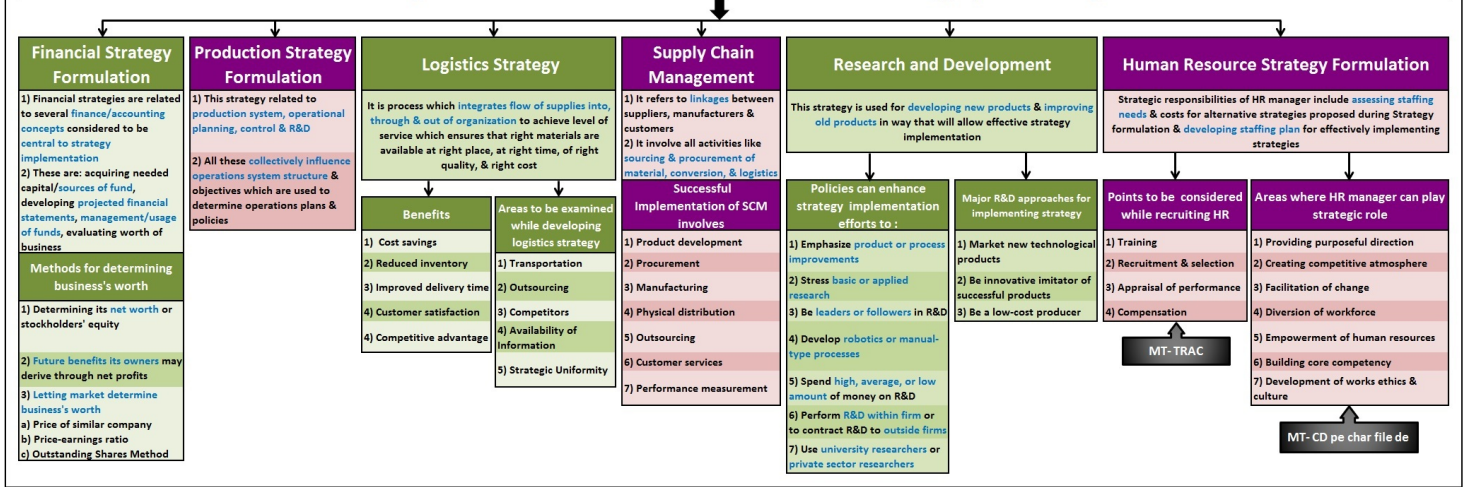 Financial Strategy
Formulation
1) Financial strategies are related
to several finance/accounting
concepts considered to be
central to strategy
implementation
2) These are: acquiring needed
capital/sources of fund,
developing projected financial
statements, management/usage
of funds, evaluating worth of
business
Methods for determining
business's worth
1) Determining its net worth or
stockholders' equity
2) Future benefits its owners may
derive through net profits
3) Letting market determine
business's worth
a) Price of similar company
b) Price-earnings ratio
c) Outstanding Shares Method
Production Strategy
Formulation
1) This strategy related to
production system, operational
planning, control & R&D
2) All these collectively influence
operations system structure &
objectives which are used to
determine operations plans &
policies
Logistics Strategy
It is process which integrates flow of supplies into,
through & out of organization to achieve level of
service which ensures that right materials are
available at right place, at right time, of right
quality, & right cost
Benefits
1) Cost savings
2) Reduced inventory
3) Improved delivery time
4) Customer satisfaction
4) Competitive advantage
Areas to be examined
while developing
logistics strategy
1) Transportation
2) Outsourcing
3) Competitors
4) Availability of
Information
5) Strategic Uniformity
Supply Chain
Management
1) It refers to linkages between
suppliers, manufacturers &
customers
2) It involve all activities like
sourcing & procurement of
material, conversion, & logistics
Successful
Implementation of SCM
involves
1) Product development
2) Procurement
3) Manufacturing
4) Physical distribution
5) Outsourcing
6) Customer services
7) Performance measurement
Research and Development
This strategy is used for developing new products & improving
old products in way that will allow effective strategy
implementation
Policies can enhance
strategy implementation
efforts to :
1) Emphasize product or process
improvements
2) Stress basic or applied
research
3) Be leaders or followers in R&D
4) Develop robotics or manual-
type processes
5) Spend high, average, or low
amount of money on R&D
6) Perform R&D within firm or
to contract R&D to outside firms
7) Use university researchers or
private sector researchers
Major R&D approaches for
implementing strategy
1) Market new technological
products
2) Be innovative imitator of
successful products
3) Be a low-cost producer
Human Resource Strategy Formulation
Strategic responsibilities of HR manager include assessing staffing
needs & costs for alternative strategies proposed during Strategy
formulation & developing staffing plan for effectively implementing
strategies
Points to be considered
while recruiting HR
1) Training
2) Recruitment & selection
3) Appraisal of performance
4) Compensation
MT- TRAC
Areas where HR manager can play
strategic role
1) Providing purposeful direction
2) Creating competitive atmosphere
3) Facilitation of change
4) Diversion of workforce
5) Empowerment of human resources
6) Building core competency
7) Development of works ethics &
culture
MT- CD pe char file de